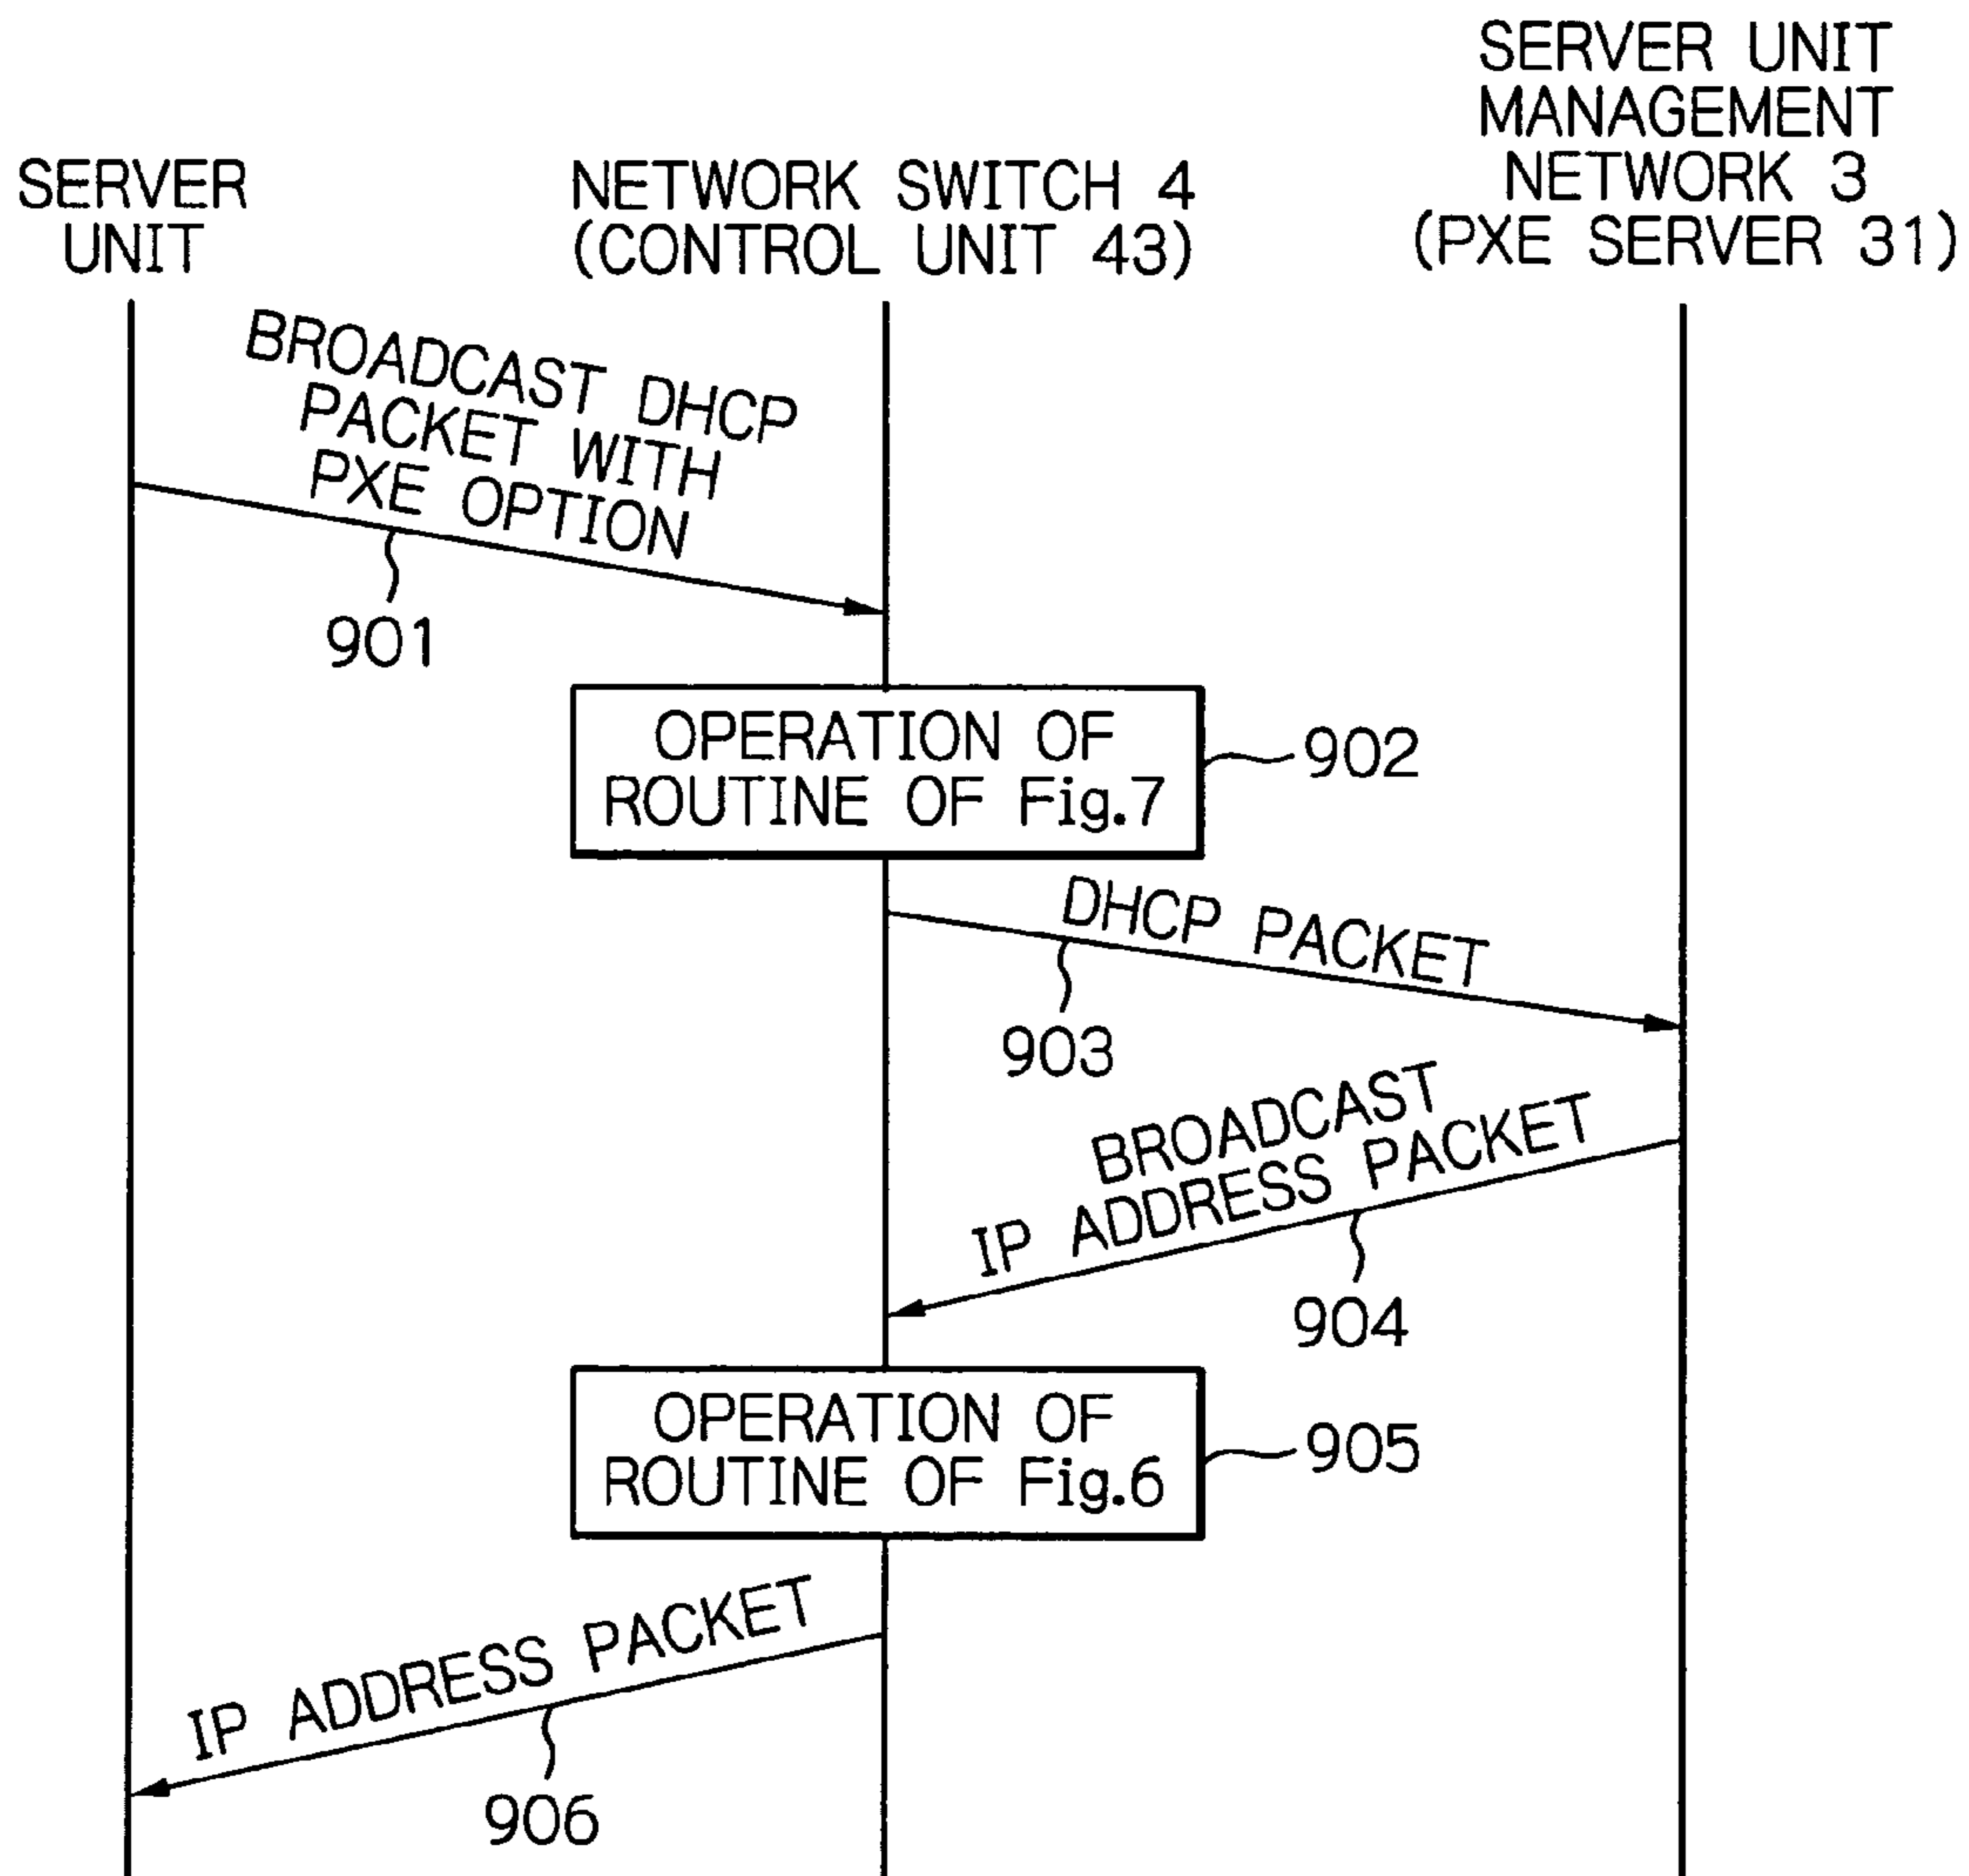 SERVER
UNIT
NETWORK SWITCH 4
(CONTROL UNIT 43)
SERVER UNIT
MANAGEMENT
NETWORK 3
(PXE SERVER 31)
BROADCAST DHCP
PACKET WITH
PXE OPTION
901
OPERATION OF
ROUTINE OF Fig.7
902
DHCP PACKET
903
BROADCAST
IP ADDRESS PACKET
904
OPERATION OF
ROUTINE OF Fig.6
905
IP ADDRESS PACKET
906